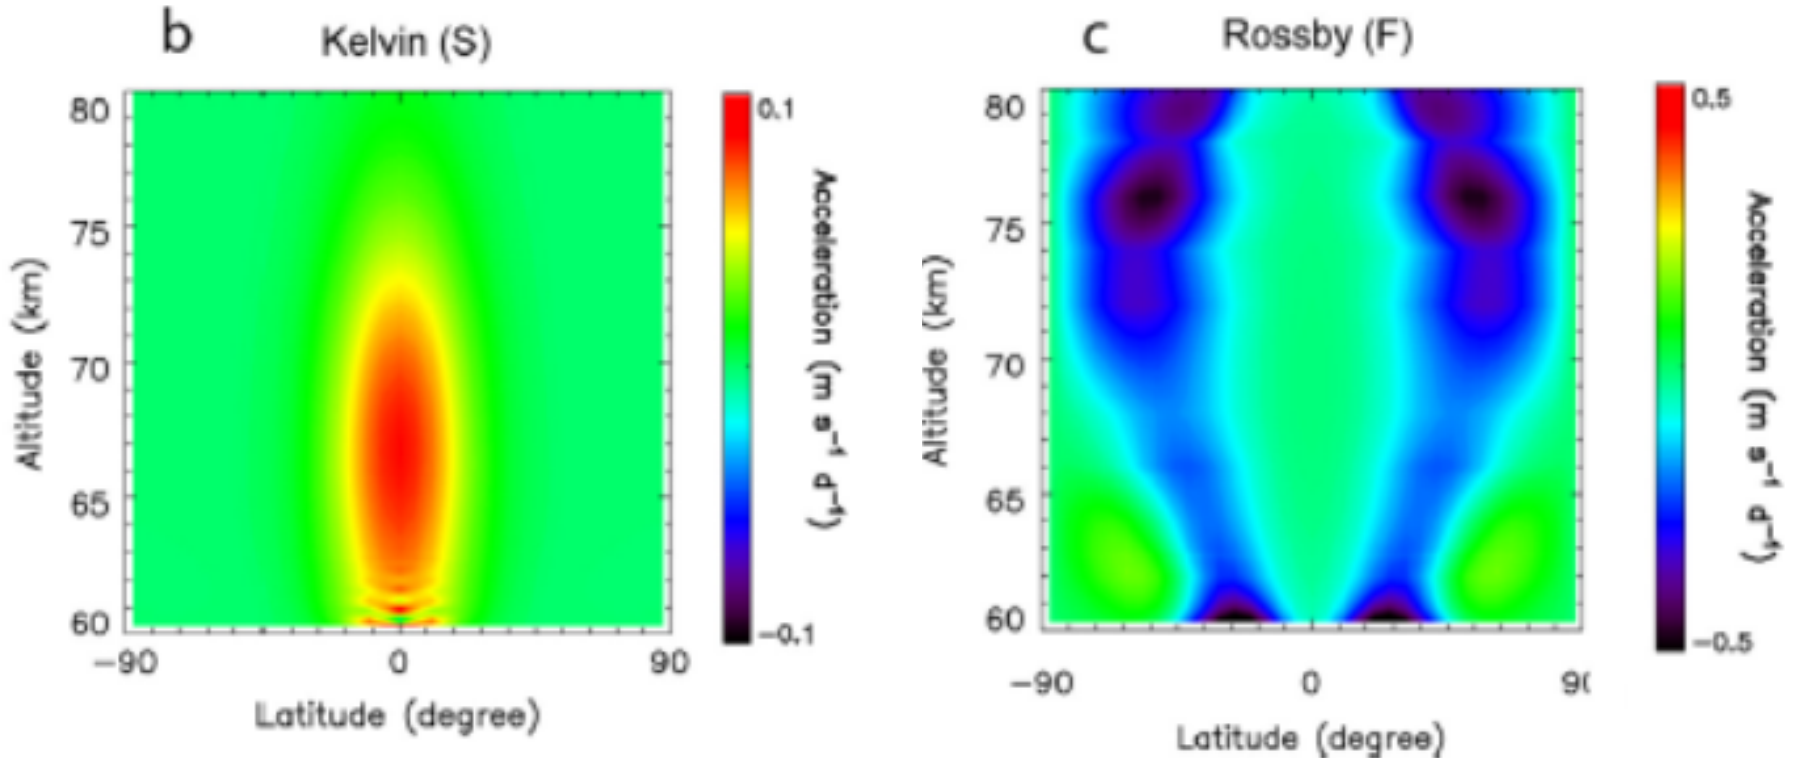 b Kelvin (S)
80
75
70
65
60
−90 0 90
Altitude (km)
Latitude (degree)
0.1
−0.1
Acceleration (m s−1 d−1)
c Rossby (F)
80
75
70
65
60
−90 0
Altitude (km)
Latitude (degree)
0.5
−0.5
Acceleration (m s−1 d−1)